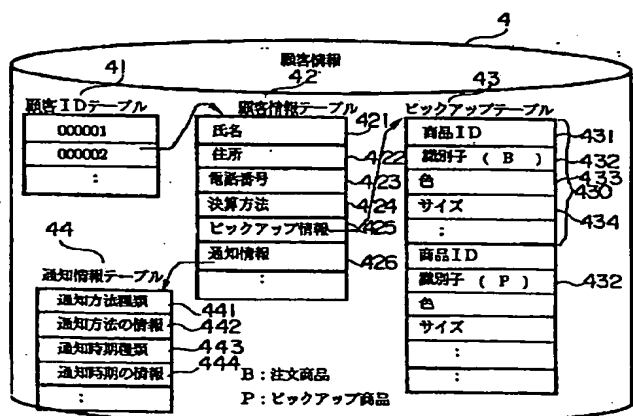 4
顧客情報
41
顧客IDテーブル
000001
000002
:
42
顧客情報テーブル
氏名
421
住所
422
電話番号
423
決算方法
424
ピックアップ情報
425
通知情報
426
:
43
ピックアップテーブル
商品ID
431
識別子 ( B )
432
色
433
430
サイズ
434
:
商品ID
識別子 ( P )
432
色
サイズ
:
:
44
通知情報テーブル
通知方法種類
441
通知方法の情報
442
通知時期種類
443
通知時期の情報
444
:
B:注文商品
P:ピックアップ商品